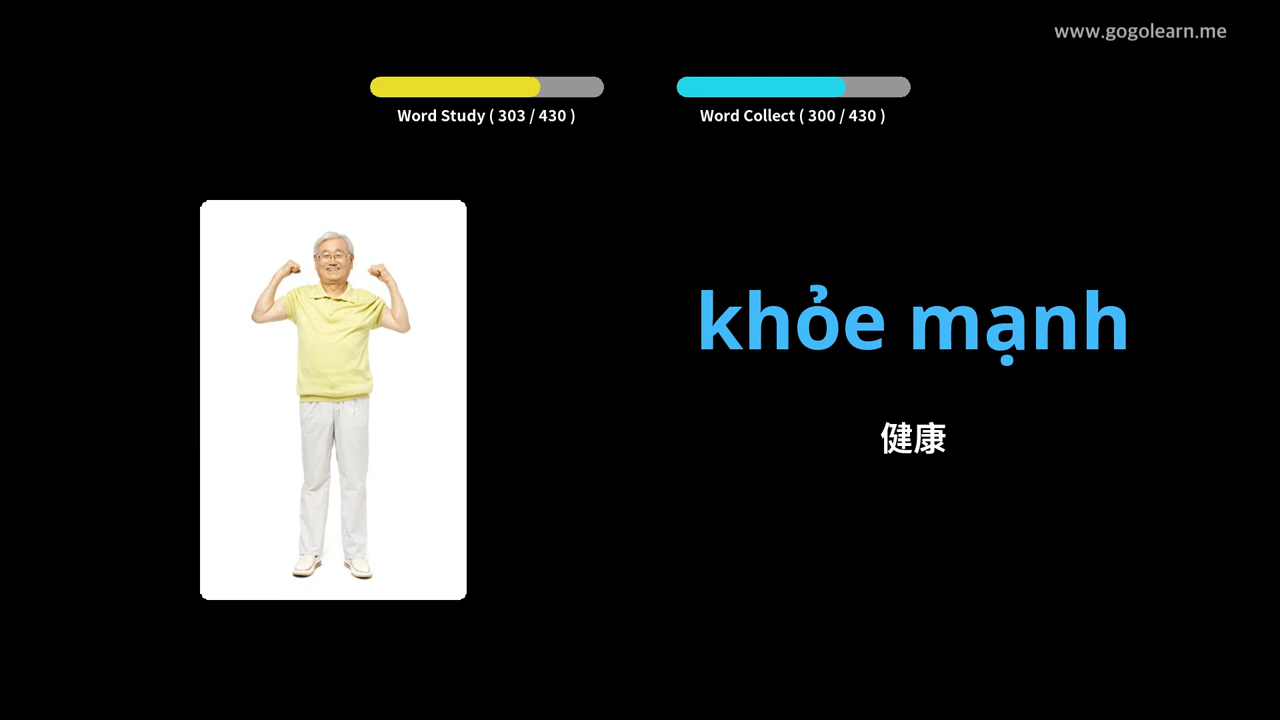 www.gogolearn.me
Word Study ( 303 / 430 )
Word Collect ( 300 / 430 )
khỏe mạnh
健康